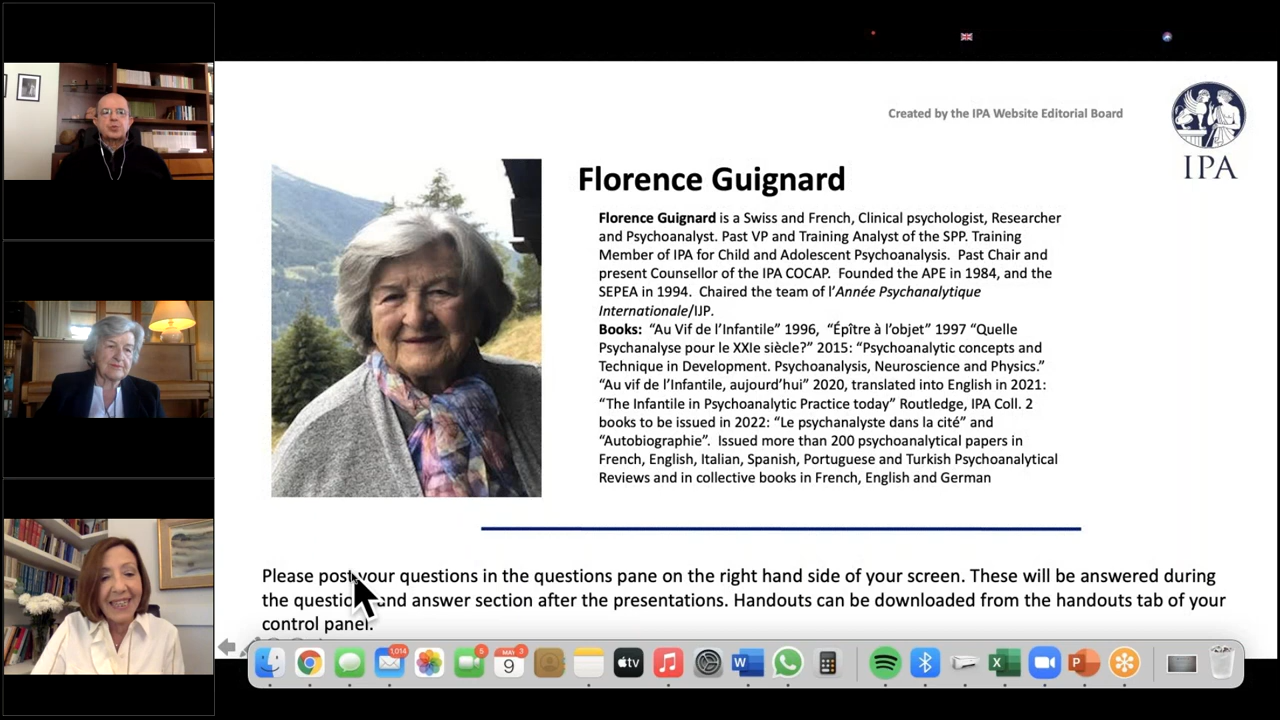 Created by the IPA Website Editorial Board
IPA
Florence Guignard
Florence Guignard is a Swiss and French, Clinical psychologist, Researcher
and Psychoanalyst. Past VP and Training Analyst of the SPP. Training
Member of IPA for Child and Adolescent Psychoanalysis. Past Chair and
present Counsellor of the IPA COCAP. Founded the APE in 1984, and the
SEPEA in 1994. Chaired the team of l'Année Psychanalytique
Internationale/IJP.
Books: “Au Vif de l’Infantile” 1996, “Épître à l’objet” 1997 “Quelle
Psychanalyse pour le XXIe siècle?” 2015: “Psychoanalytic concepts and
Technique in Development. Psychoanalysis, Neuroscience and Physics.”
“Au vif de l’Infantile, aujourd’hui” 2020, translated into English in 2021:
“The Infantile in Psychoanalytic Practice today” Routledge, IPA Coll. 2
books to be issued in 2022: “Le psychanalyste dans la cité” and
“Autobiographie”. Issued more than 200 psychoanalytical papers in
French, English, Italian, Spanish, Portuguese and Turkish Psychoanalytical
Reviews and in collective books in French, English and German
Please post your questions in the questions pane on the right hand side of your screen. These will be answered during
the question and answer section after the presentations. Handouts can be downloaded from the handouts tab of your
control panel.
1,014
5
MAY
3
9
tv
W
X
P